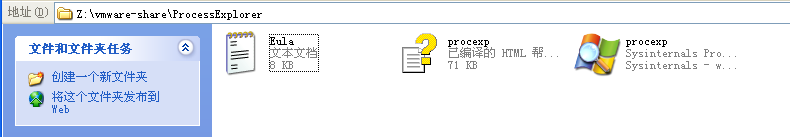 地址(D) Z:\vmware-share\ProcessExplorer
文件和文件夹任务
创建一个新文件夹
将这个文件夹发布到
Web
Eula
文本文档
8 KB
procexp
已编译的 HTML 帮...
71 KB
procexp
Sysinternals Pro...
Sysinternals - w...